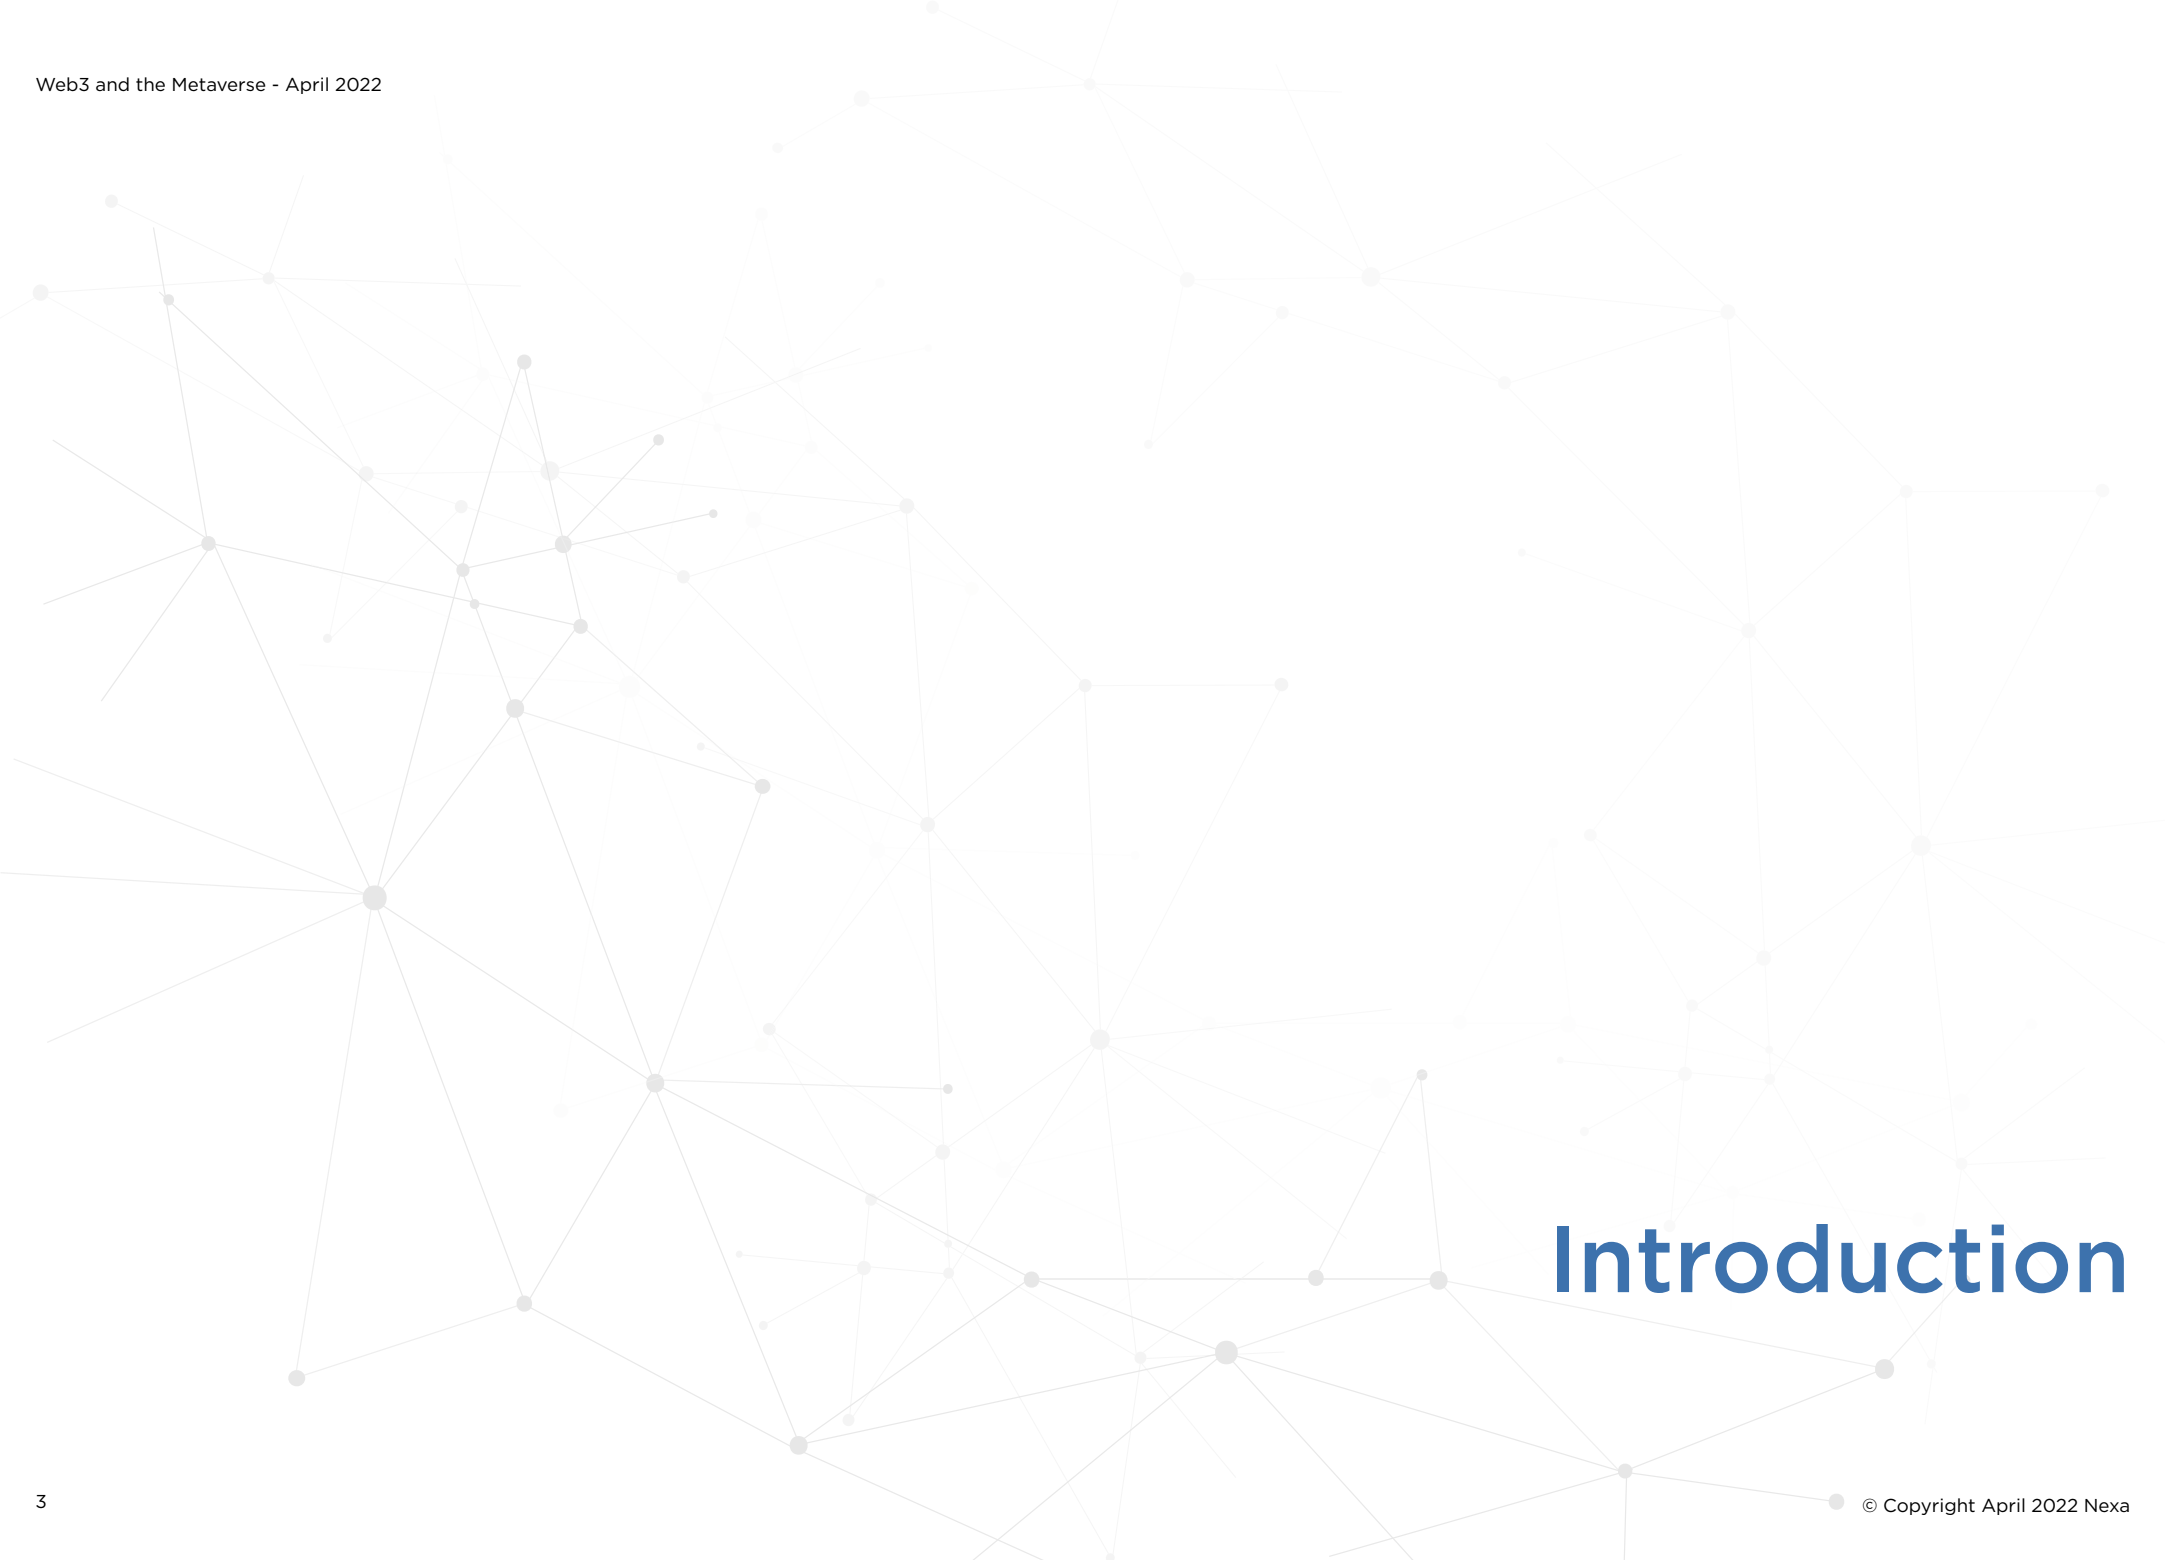 Web3 and the Metaverse - April 2022
Introduction
3
© Copyright April 2022 Nexa